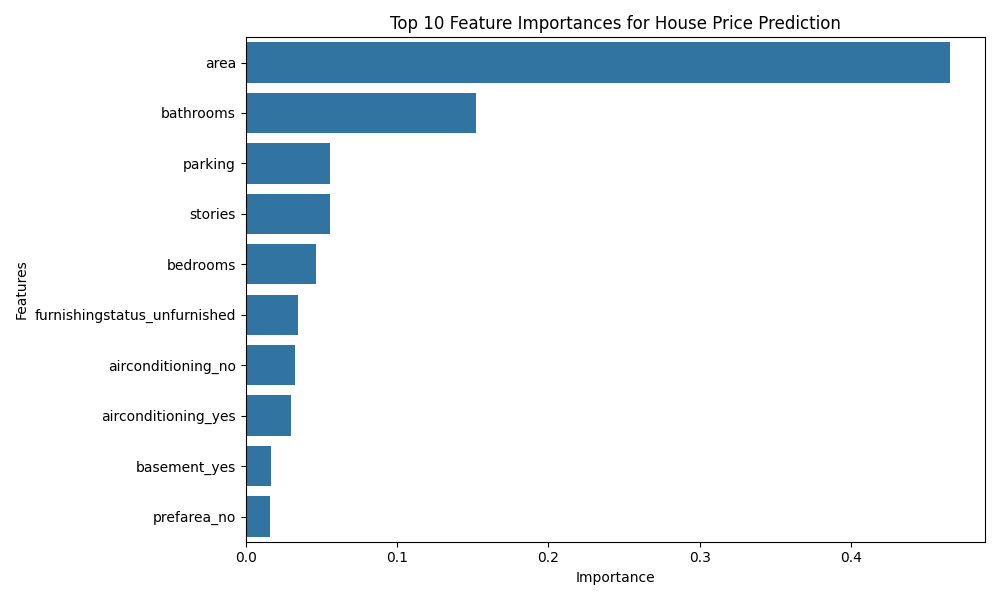 Top 10 Feature Importances for House Price Prediction
area
bathrooms
parking
stories
bedrooms
furnishingstatus_unfurnished
airconditioning_no
airconditioning_yes
basement_yes
prefarea_no
Features
0.0 0.1 0.2 0.3 0.4
Importance